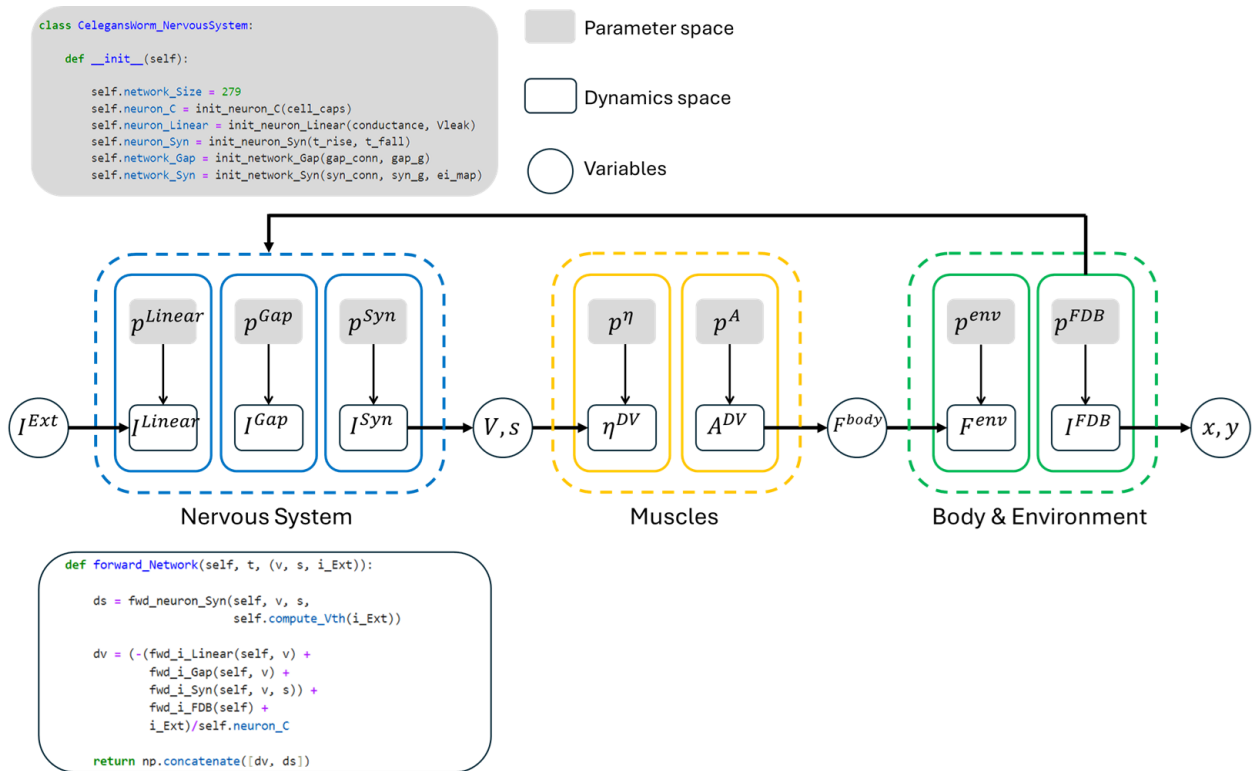 class CelegansWorm_NervousSystem:
def __init__(self):
self.network_Size = 279
self.neuron_C = init_neuron_C(cell_caps)
self.neuron_Linear = init_neuron_Linear(conductance, Vleak)
self.neuron_Syn = init_neuron_Syn(t_rise, t_fall)
self.network_Gap = init_network_Gap(gap_conn, gap_g)
self.network_Syn = init_network_Syn(syn_conn, syn_g, ei_map)
Parameter space
Dynamics space
Variables
p^{Linear} p^{Gap} p^{Syn} p^{η} p^{A} p^{env} p^{FDB}
I^{Ext} I^{Linear} I^{Gap} I^{Syn} V, s η^{DV} A^{DV} F^{body} F^{env} I^{FDB} x, y
Nervous System Muscles Body & Environment
def forward_Network(self, t, (v, s, i_Ext)):
ds = fwd_neuron_Syn(self, v, s,
self.compute_Vth(i_Ext))
dv = (-(fwd_i_Linear(self, v) +
fwd_i_Gap(self, v) +
fwd_i_Syn(self, v, s)) +
fwd_i_FDB(self) +
i_Ext)/self.neuron_C
return np.concatenate([dv, ds])